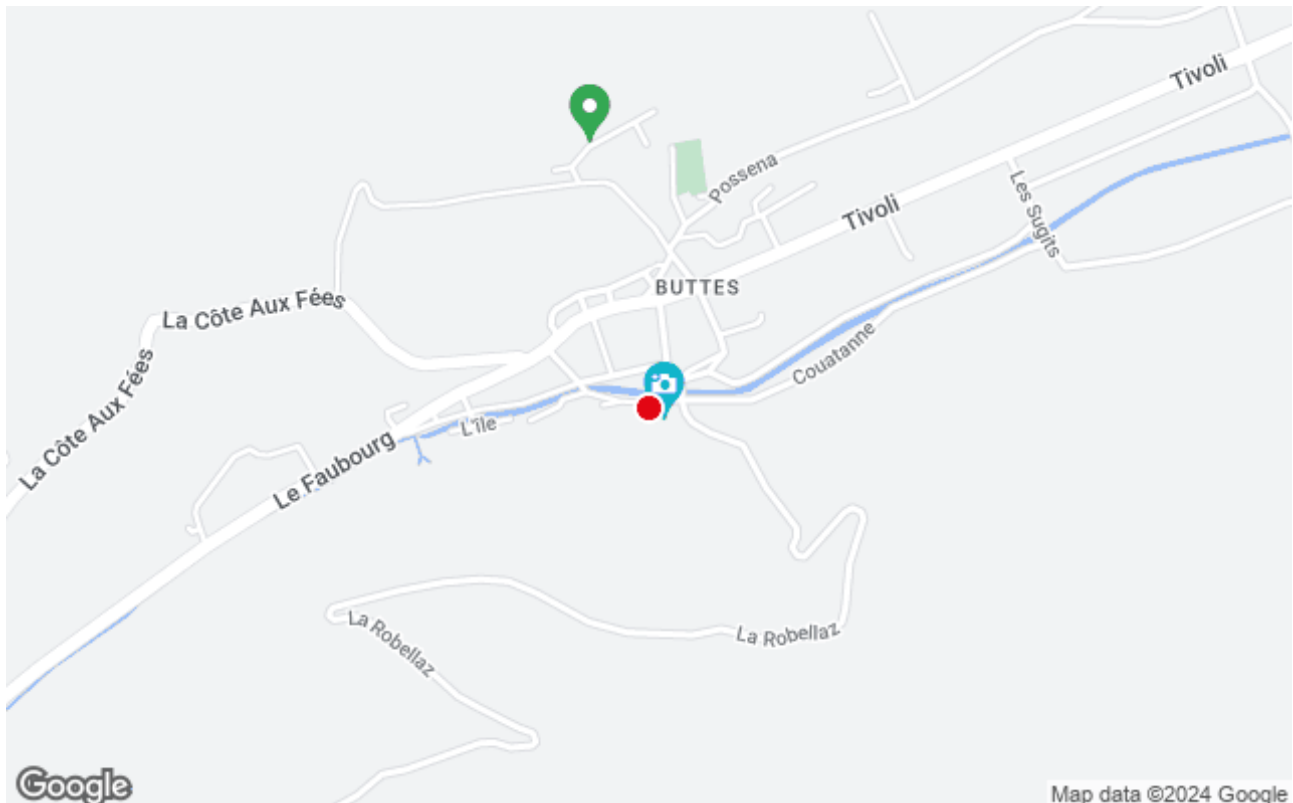 Tivoli
Possena
Tivoli
Les Sugits
BUTTES
La Côte Aux Fées
Couatanne
La Côte Aux Fées
L'île
Le Faubourg
La Robellaz
La Robellaz
Google
Map data ©2024 Google